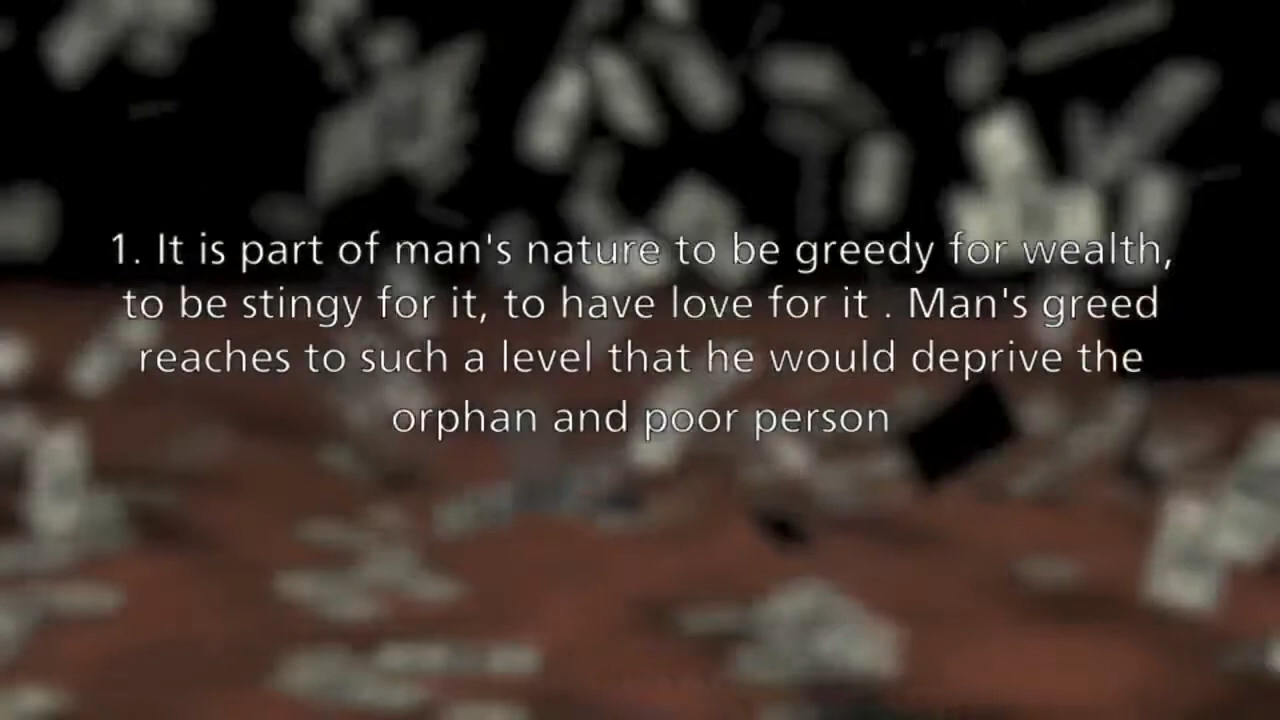 1. It is part of man's nature to be greedy for wealth,
to be stingy for it, to have love for it . Man's greed
reaches to such a level that he would deprive the
orphan and poor person